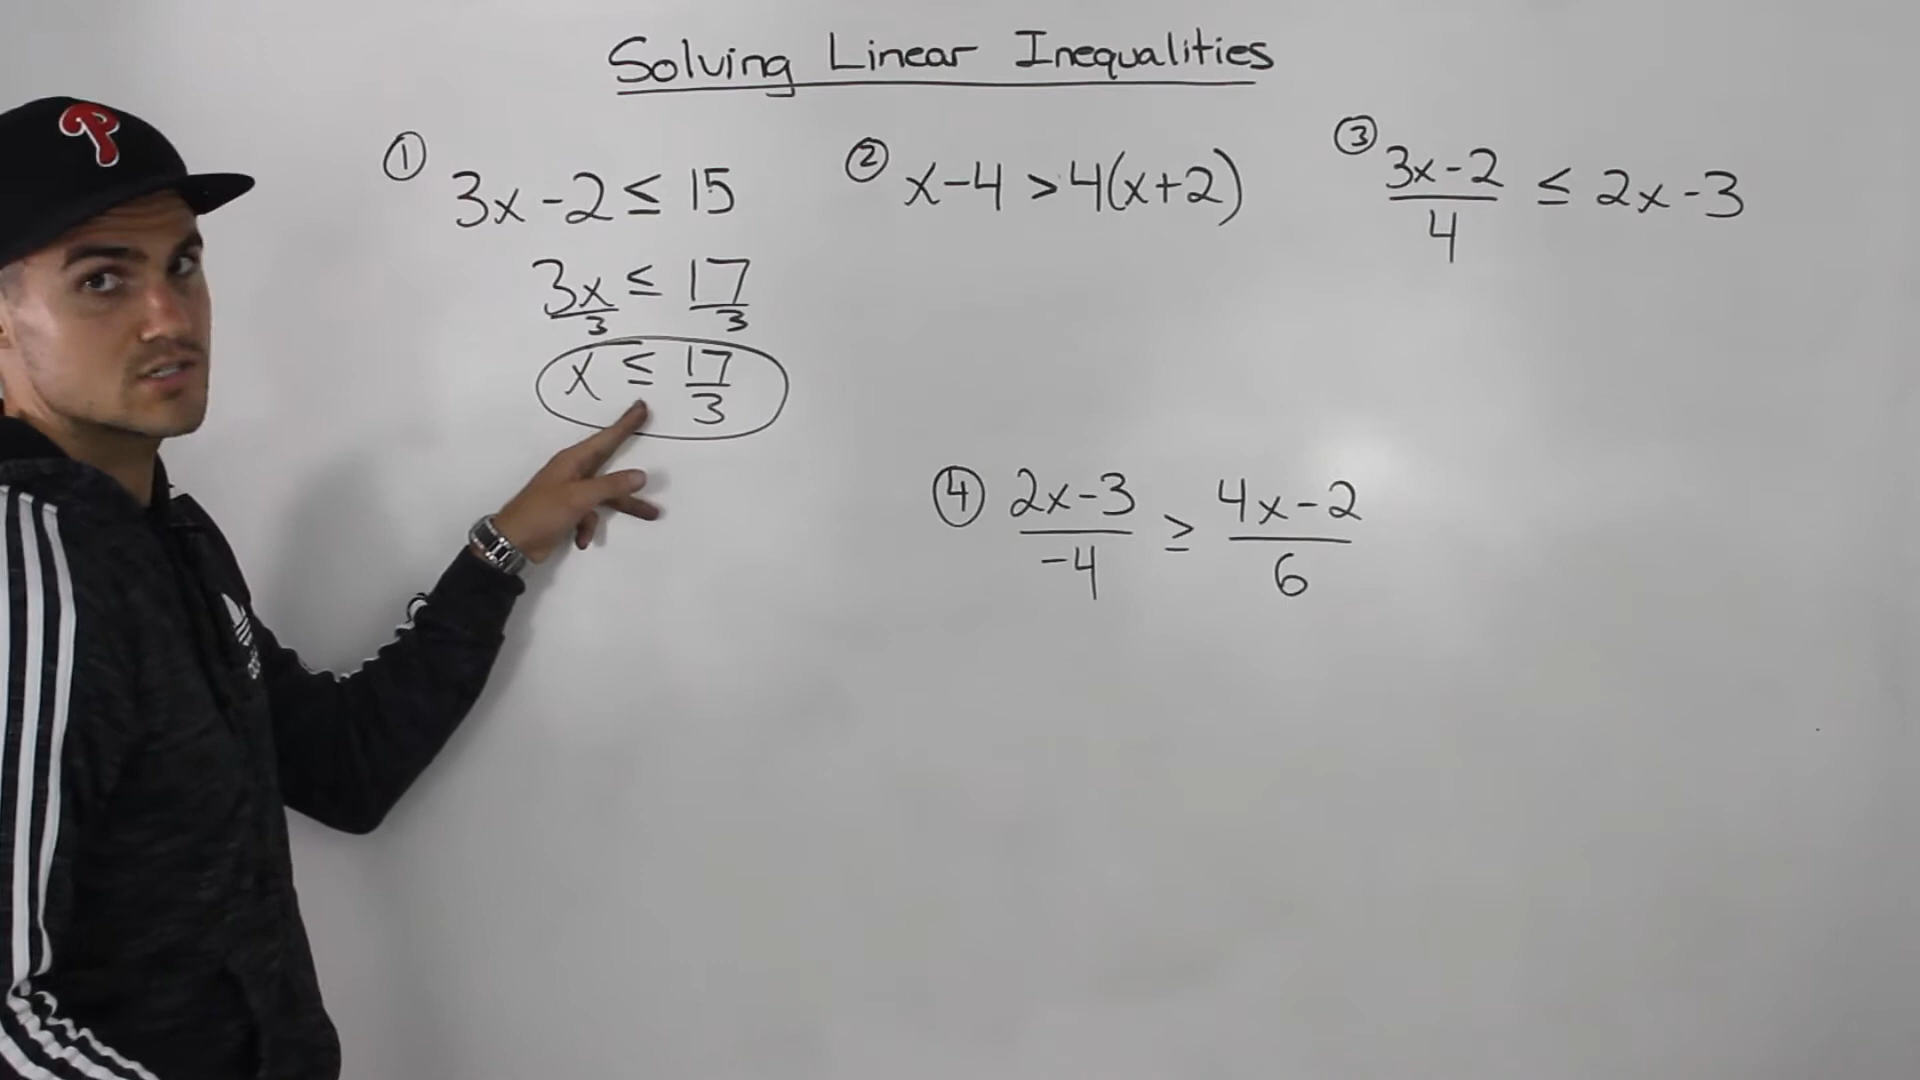 Solving Linear Inequalities
① 3x - 2 ≤ 15
3x/3 ≤ 17/3
x ≤ 17/3
② x - 4 > 4(x + 2)
③ (3x - 2)/4 ≤ 2x - 3
④ (2x - 3)/-4 ≥ (4x - 2)/6
P